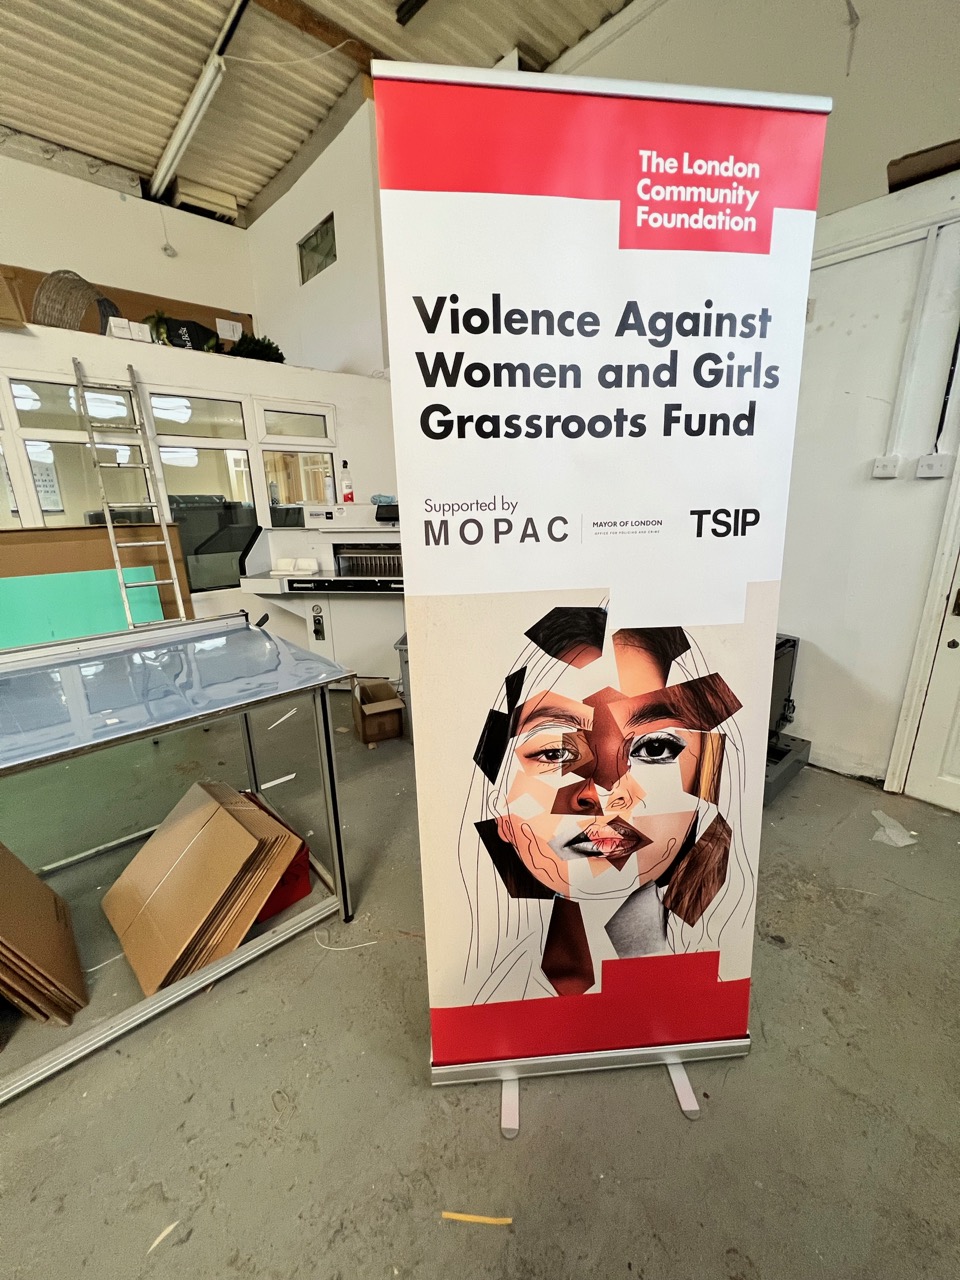 The London
Community
Foundation
Violence Against
Women and Girls
Grassroots Fund
Supported by
MOPAC
MAYOR OF LONDON
OFFICE FOR POLICING AND CRIME
TSIP